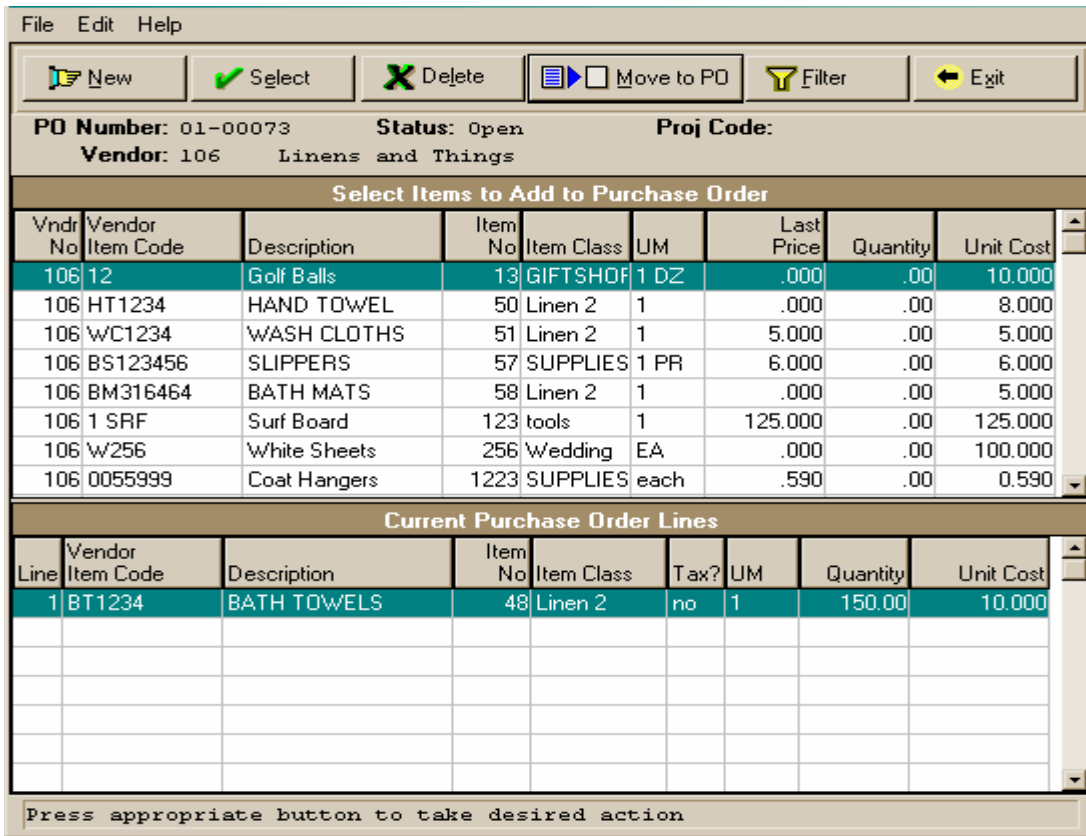 File Edit Help
New Select Delete Move to PO Filter Exit
PO Number: 01-00073 Status: Open Proj Code:
Vendor: 106 Linens and Things
Select Items to Add to Purchase Order
Vndr Vendor Item Last
No Item Code Description No Item Class UM Price Quantity Unit Cost
106 12 Golf Balls 13 GIFTSHOP 1 DZ .000 .00 10.000
106 HT1234 HAND TOWEL 50 Linen 2 1 .000 .00 8.000
106 WC1234 WASH CLOTHS 51 Linen 2 1 5.000 .00 5.000
106 BS123456 SLIPPERS 57 SUPPLIES 1 PR 6.000 .00 6.000
106 BM316464 BATH MATS 58 Linen 2 1 .000 .00 5.000
106 1 SRF Surf Board 123 tools 1 125.000 .00 125.000
106 W256 White Sheets 256 Wedding EA .000 .00 100.000
106 0055999 Coat Hangers 1223 SUPPLIES each .590 .00 0.590
Current Purchase Order Lines
Vendor Item
Line Item Code Description No Item Class Tax? UM Quantity Unit Cost
1 BT1234 BATH TOWELS 48 Linen 2 no 1 150.00 10.000
Press appropriate button to take desired action